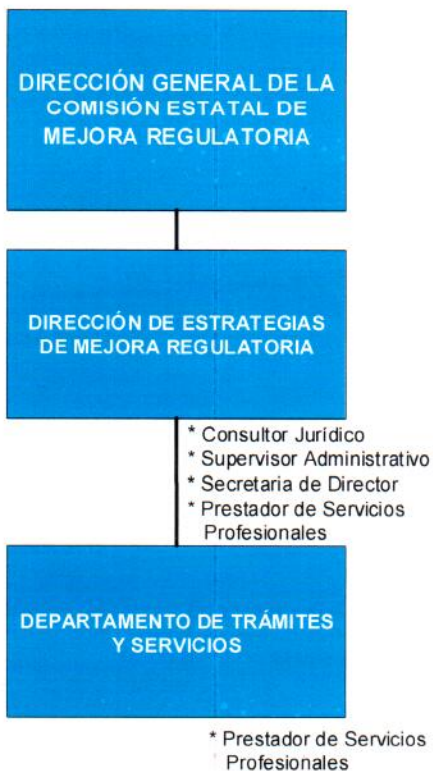 DIRECCIÓN GENERAL DE LA
COMISIÓN ESTATAL DE
MEJORA REGULATORIA
DIRECCIÓN DE ESTRATEGIAS
DE MEJORA REGULATORIA
* Consultor Jurídico
* Supervisor Administrativo
* Secretaria de Director
* Prestador de Servicios
Profesionales
DEPARTAMENTO DE TRÁMITES
Y SERVICIOS
* Prestador de Servicios
Profesionales